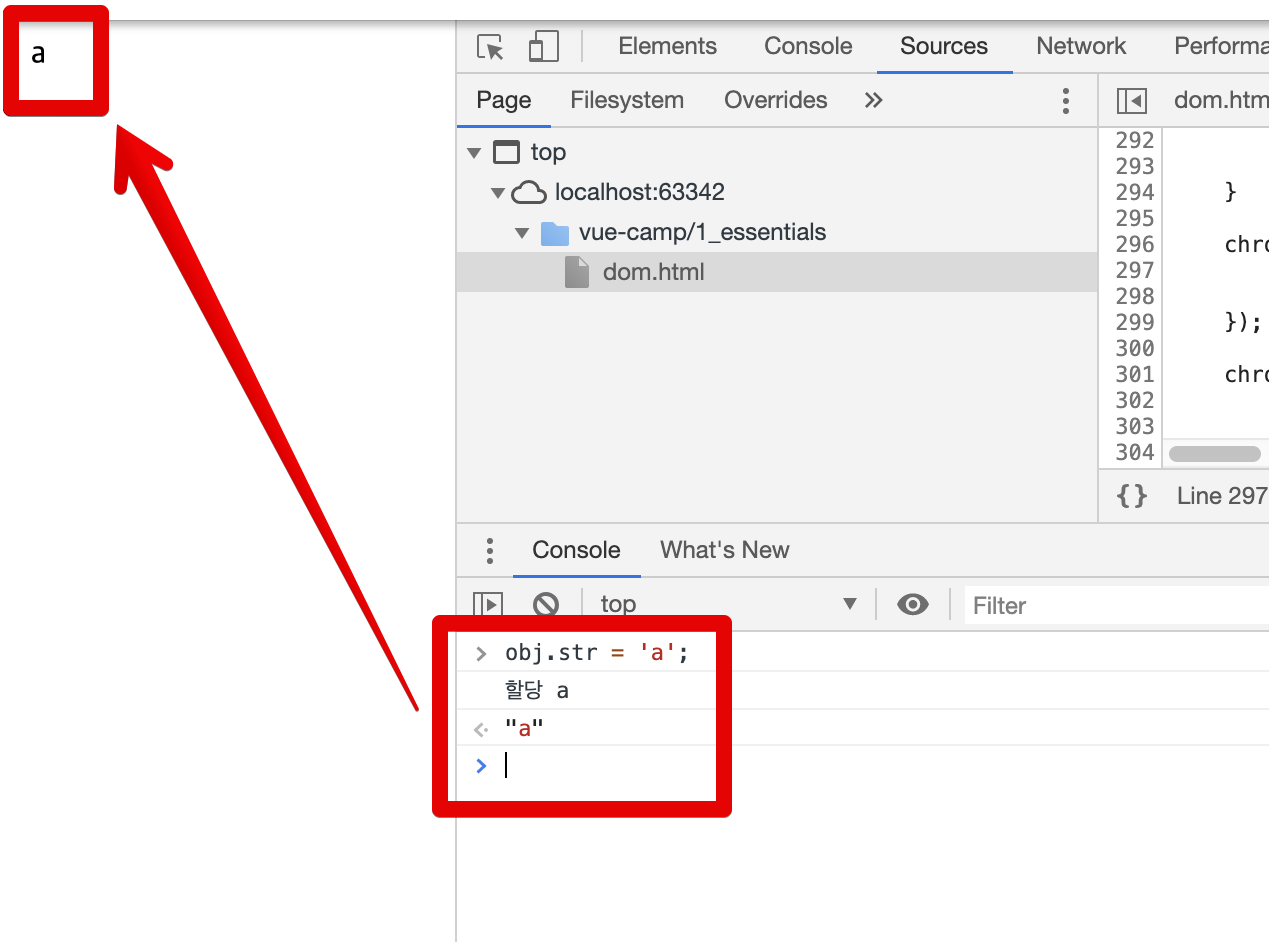 a
Elements Console Sources Network Performa
Page Filesystem Overrides
dom.htm
top
localhost:63342
vue-camp/1_essentials
dom.html
292
293
294 }
295
296 chro
297
298
299 });
300
301 chro
302
303
304
{} Line 297
Console What's New
top Filter
> obj.str = 'a';
할당 a
"a"
>